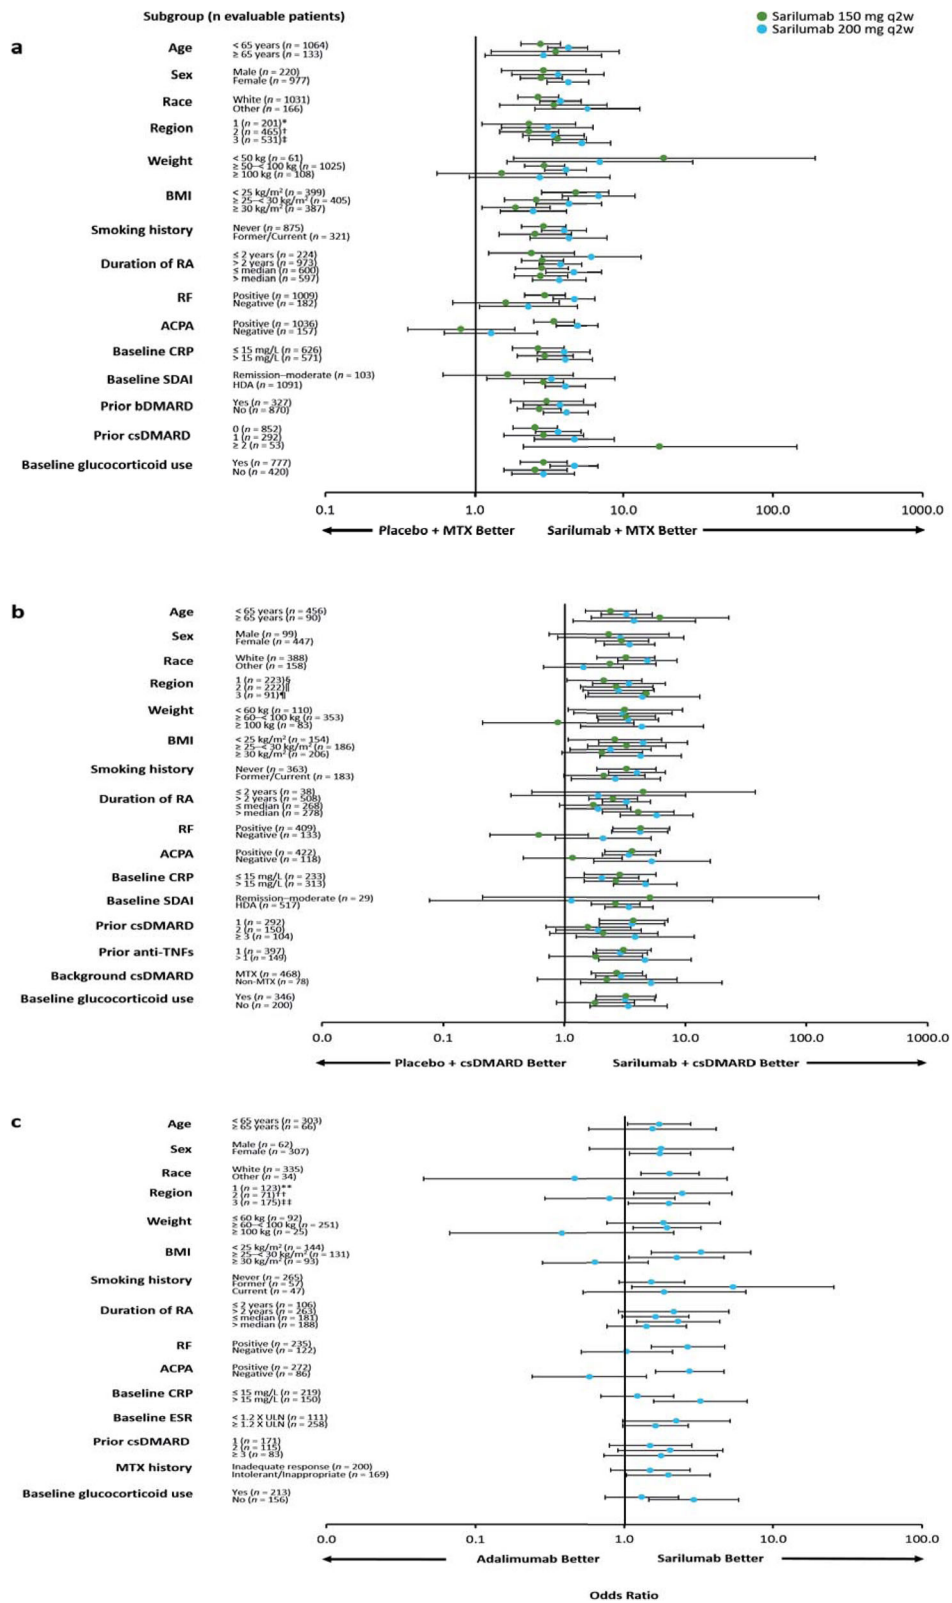 Subgroup (n evaluable patients)
Sarilumab 150 mg q2w
Sarilumab 200 mg q2w
a
Age
< 65 years (n = 1064)
≥ 65 years (n = 133)
Sex
Male (n = 220)
Female (n = 977)
Race
White (n = 1031)
Other (n = 166)
Region
1 (n = 201)*
2 (n = 465)†
3 (n = 531)‡
Weight
< 50 kg (n = 61)
≥ 50–< 100 kg (n = 1025)
≥ 100 kg (n = 108)
BMI
< 25 kg/m² (n = 399)
≥ 25–< 30 kg/m² (n = 405)
≥ 30 kg/m² (n = 387)
Smoking history
Never (n = 875)
Former/Current (n = 321)
Duration of RA
≤ 2 years (n = 224)
> 2 years (n = 973)
≤ median (n = 600)
> median (n = 597)
RF
Positive (n = 1009)
Negative (n = 182)
ACPA
Positive (n = 1036)
Negative (n = 157)
Baseline CRP
≤ 15 mg/L (n = 626)
> 15 mg/L (n = 571)
Baseline SDAI
Remission–moderate (n = 103)
HDA (n = 1091)
Prior bDMARD
Yes (n = 327)
No (n = 870)
Prior csDMARD
0 (n = 852)
1 (n = 292)
≥ 2 (n = 53)
Baseline glucocorticoid use
Yes (n = 777)
No (n = 420)
0.1 1.0 10.0 100.0 1000.0
Placebo + MTX Better Sarilumab + MTX Better
b
Age
< 65 years (n = 456)
≥ 65 years (n = 90)
Sex
Male (n = 99)
Female (n = 447)
Race
White (n = 388)
Other (n = 158)
Region
1 (n = 223)§
2 (n = 222)||
3 (n = 91)¶
Weight
< 60 kg (n = 110)
≥ 60–< 100 kg (n = 353)
≥ 100 kg (n = 83)
BMI
< 25 kg/m² (n = 154)
≥ 25–< 30 kg/m² (n = 186)
≥ 30 kg/m² (n = 206)
Smoking history
Never (n = 363)
Former/Current (n = 183)
Duration of RA
≤ 2 years (n = 38)
> 2 years (n = 508)
≤ median (n = 268)
> median (n = 278)
RF
Positive (n = 409)
Negative (n = 133)
ACPA
Positive (n = 422)
Negative (n = 118)
Baseline CRP
≤ 15 mg/L (n = 233)
> 15 mg/L (n = 313)
Baseline SDAI
Remission–moderate (n = 29)
HDA (n = 517)
Prior csDMARD
1 (n = 292)
2 (n = 150)
≥ 3 (n = 104)
Prior anti-TNFs
1 (n = 397)
> 1 (n = 149)
Background csDMARD
MTX (n = 468)
Non-MTX (n = 78)
Baseline glucocorticoid use
Yes (n = 346)
No (n = 200)
0.0 0.1 1.0 10.0 100.0 1000.0
Placebo + csDMARD Better Sarilumab + csDMARD Better
c
Age
< 65 years (n = 303)
≥ 65 years (n = 66)
Sex
Male (n = 62)
Female (n = 307)
Race
White (n = 335)
Other (n = 34)
Region
1 (n = 123)**
2 (n = 71)††
3 (n = 175)‡‡
Weight
≤ 60 kg (n = 92)
≥ 60–< 100 kg (n = 251)
≥ 100 kg (n = 25)
BMI
< 25 kg/m² (n = 144)
≥ 25–< 30 kg/m² (n = 131)
≥ 30 kg/m² (n = 93)
Smoking history
Never (n = 265)
Former (n = 57)
Current (n = 47)
Duration of RA
≤ 2 years (n = 106)
> 2 years (n = 263)
≤ median (n = 181)
> median (n = 188)
RF
Positive (n = 235)
Negative (n = 122)
ACPA
Positive (n = 272)
Negative (n = 86)
Baseline CRP
≤ 15 mg/L (n = 219)
> 15 mg/L (n = 150)
Baseline ESR
< 1.2 X ULN (n = 111)
≥ 1.2 X ULN (n = 258)
Prior csDMARD
1 (n = 171)
2 (n = 115)
≥ 3 (n = 83)
MTX history
Inadequate response (n = 200)
Intolerant/Inappropriate (n = 169)
Baseline glucocorticoid use
Yes (n = 213)
No (n = 156)
0.0 0.1 1.0 10.0 100.0
Adalimumab Better Sarilumab Better
Odds Ratio